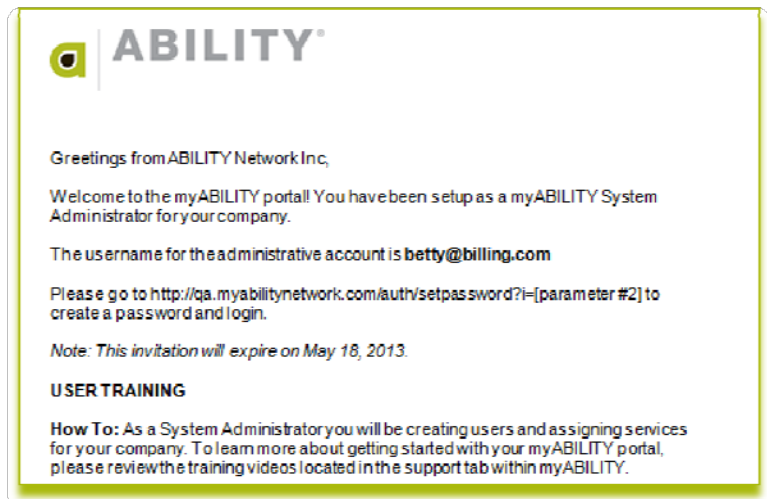 a ABILITY®
Greetings from ABILITY Network Inc,
Welcome to the myABILITY portal! You have been setup as a myABILITY System
Administrator for your company.
The username for the administrative account is betty@billing.com
Please go to http://qa.myabilitynetwork.com/auth/setpassword?i=[parameter #2] to
create a password and login.
Note: This invitation will expire on May 18, 2013.
USER TRAINING
How To: As a System Administrator you will be creating users and assigning services
for your company. To learn more about getting started with your myABILITY portal,
please review the training videos located in the support tab within myABILITY.